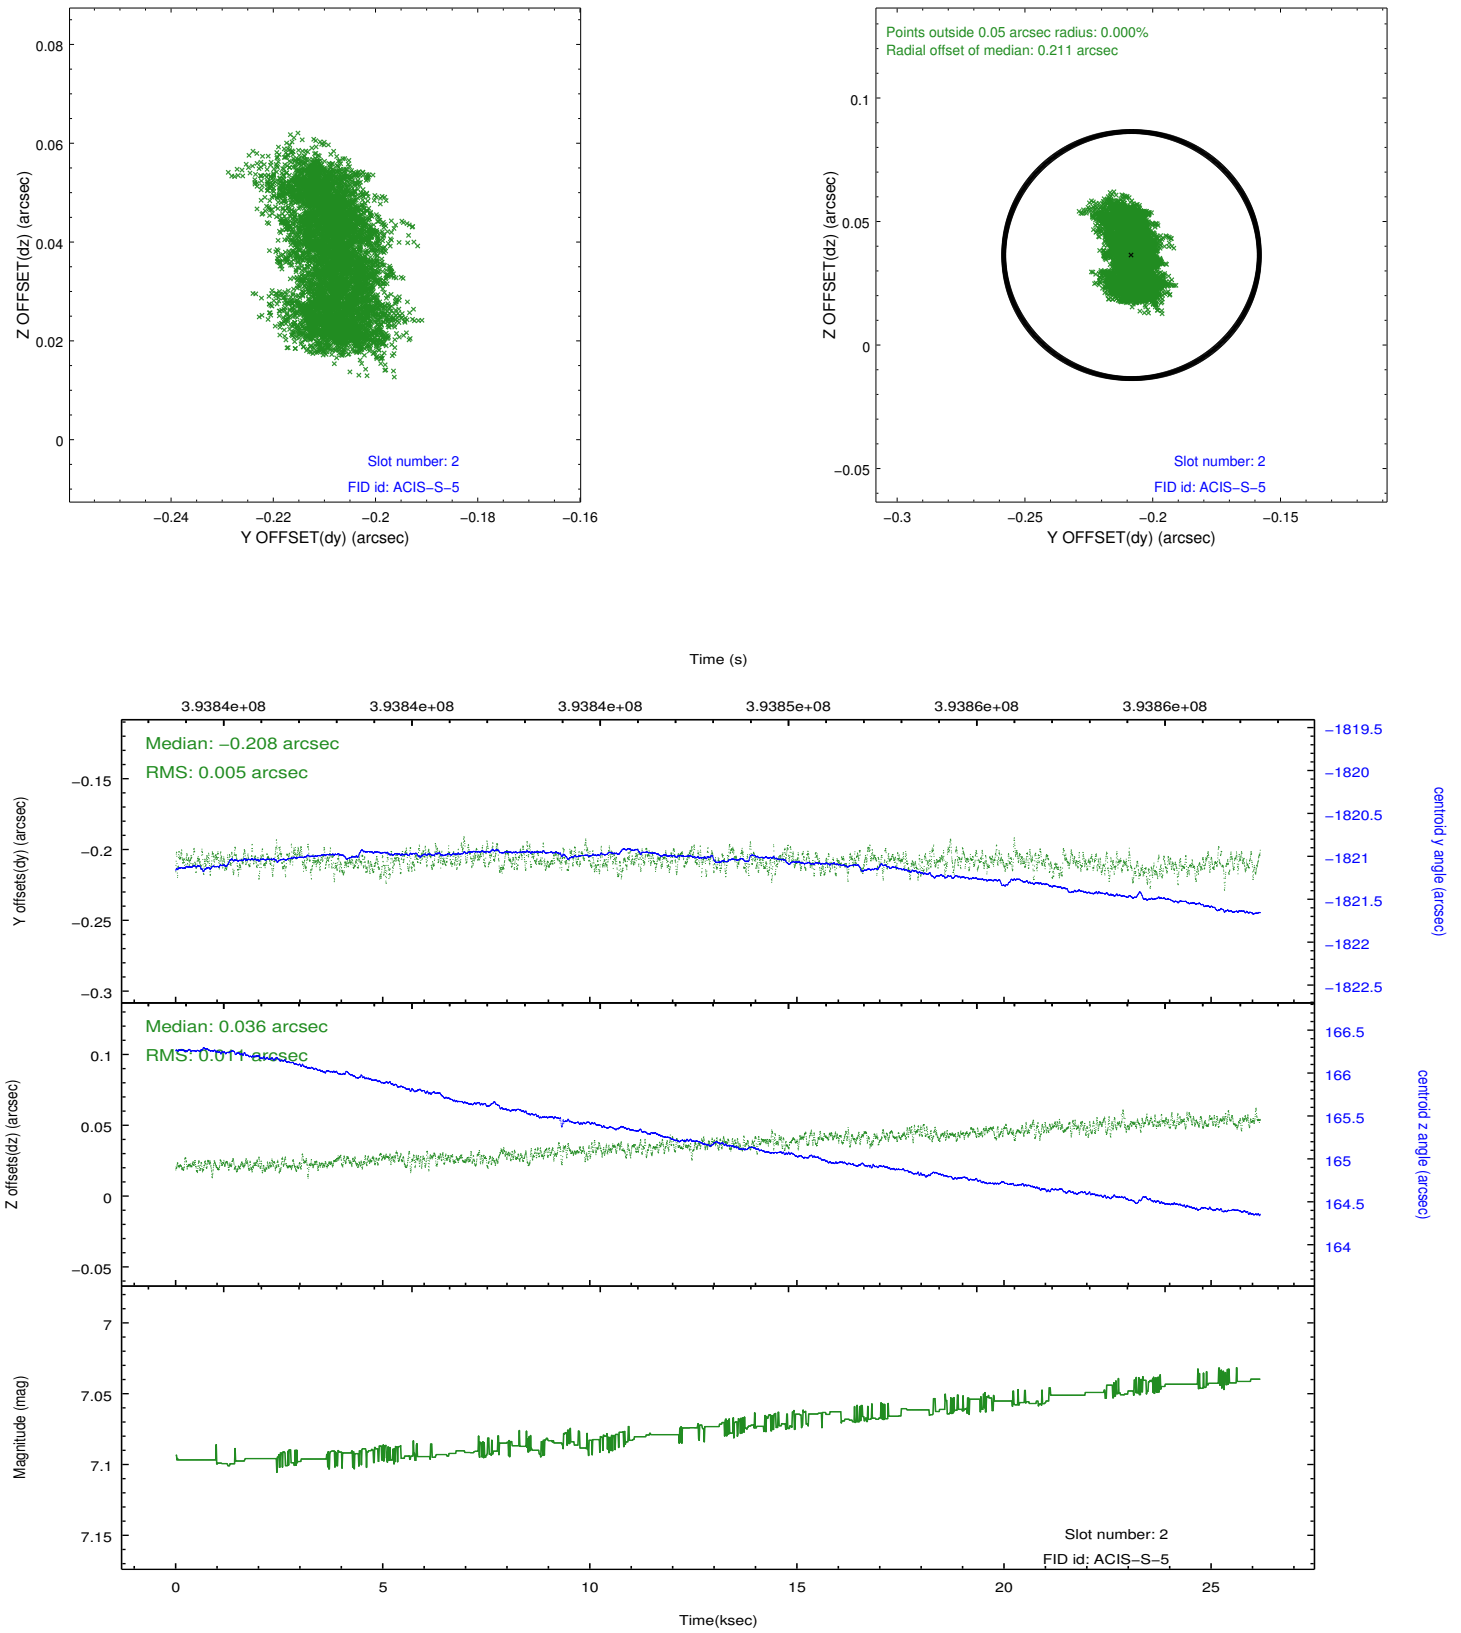 0.08
0.06
0.04
0.02
0
Z OFFSET(dz) (arcsec)
Slot number: 2
FID id: ACIS−S−5
−0.24 −0.22 −0.2 −0.18 −0.16
Y OFFSET(dy) (arcsec)
Points outside 0.05 arcsec radius: 0.000%
Radial offset of median: 0.211 arcsec
0.1
0.05
0
−0.05
Z OFFSET(dz) (arcsec)
Slot number: 2
FID id: ACIS−S−5
−0.3 −0.25 −0.2 −0.15
Y OFFSET(dy) (arcsec)
Time (s)
3.9384e+08 3.9384e+08 3.9384e+08 3.9385e+08 3.9386e+08 3.9386e+08
Median: −0.208 arcsec
RMS: 0.005 arcsec
−0.15
−0.2
−0.25
−0.3
Y offsets(dy) (arcsec)
−1819.5
−1820
−1820.5
−1821
−1821.5
−1822
−1822.5
centroid y angle (arcsec)
Median: 0.036 arcsec
RMS: 0.011 arcsec
0.1
0.05
0
−0.05
Z offsets(dz) (arcsec)
166.5
166
165.5
165
164.5
164
centroid z angle (arcsec)
7
7.05
7.1
7.15
Magnitude (mag)
Slot number: 2
FID id: ACIS−S−5
0 5 10 15 20 25
Time(ksec)